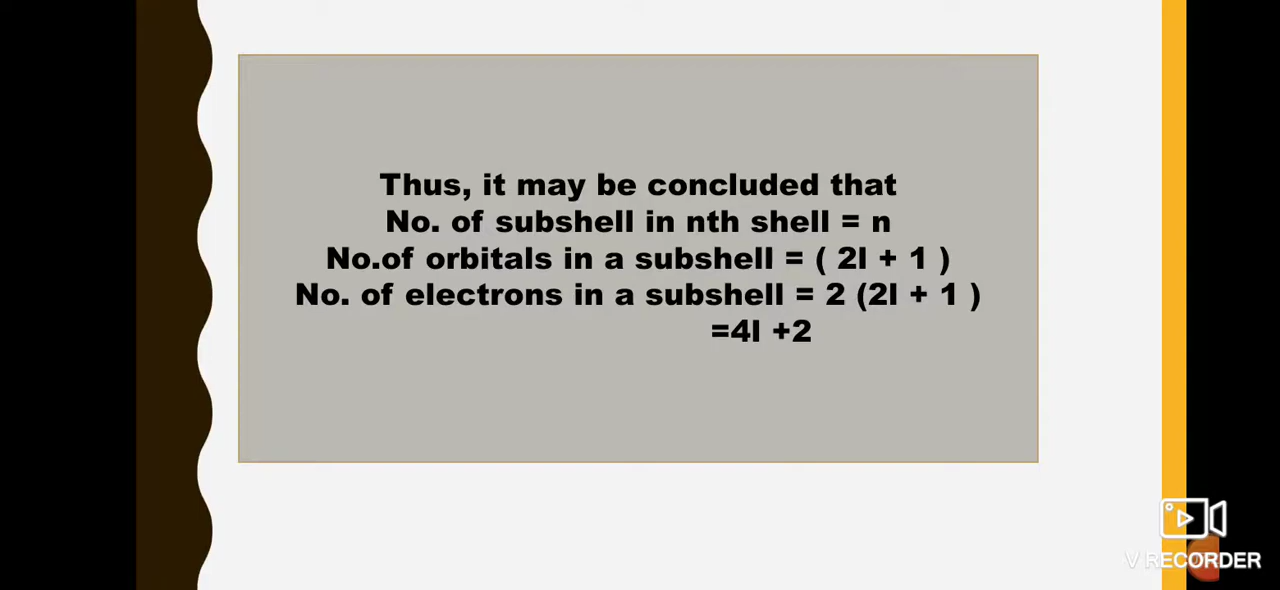 Thus, it may be concluded that
No. of subshell in nth shell = n
No.of orbitals in a subshell = ( 2l + 1 )
No. of electrons in a subshell = 2 (2l + 1 )
=4l +2
V RECORDER